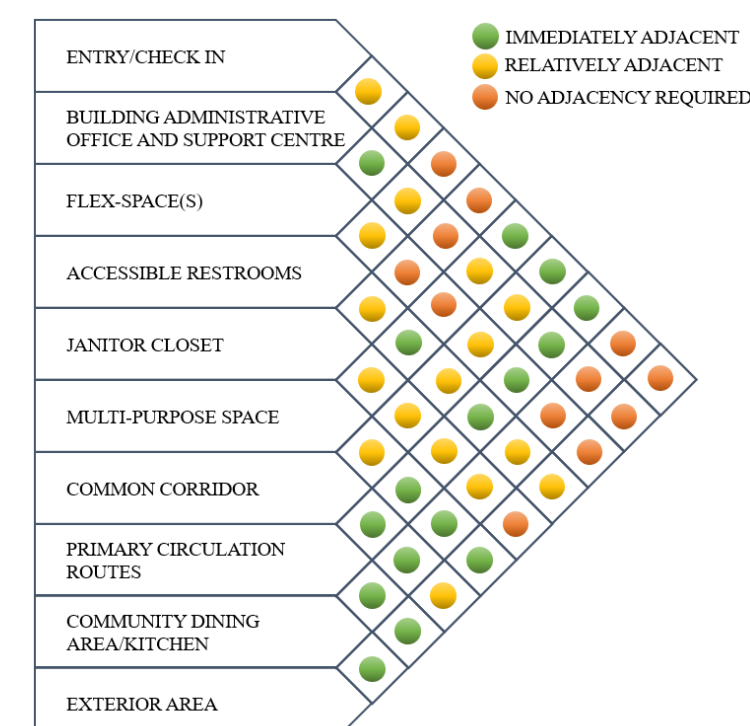 IMMEDIATELY ADJACENT
RELATIVELY ADJACENT
NO ADJACENCY REQUIRED
ENTRY/CHECK IN
BUILDING ADMINISTRATIVE
OFFICE AND SUPPORT CENTRE
FLEX-SPACE(S)
ACCESSIBLE RESTROOMS
JANITOR CLOSET
MULTI-PURPOSE SPACE
COMMON CORRIDOR
PRIMARY CIRCULATION
ROUTES
COMMUNITY DINING
AREA/KITCHEN
EXTERIOR AREA